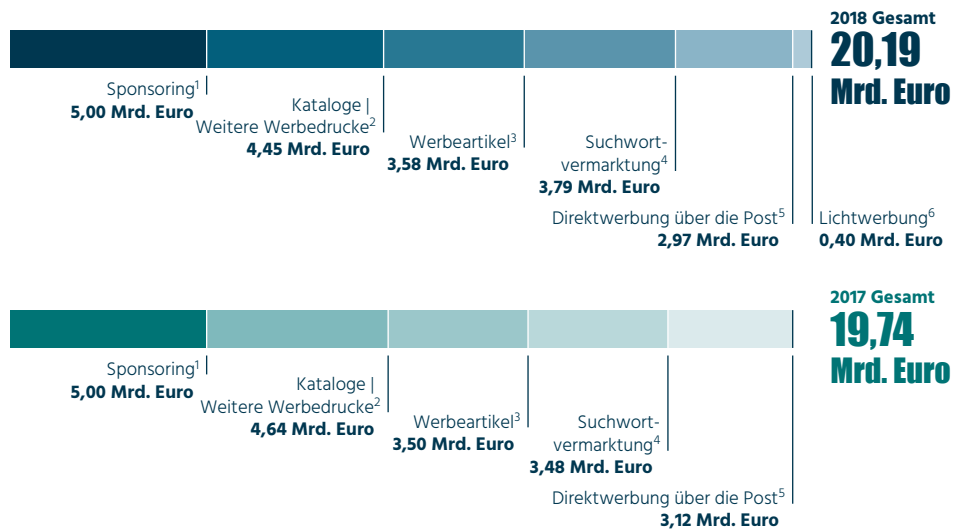 2018 Gesamt
20,19
Mrd. Euro
Sponsoring¹
5,00 Mrd. Euro
Kataloge |
Weitere Werbedrucke²
4,45 Mrd. Euro
Werbeartikel³
3,58 Mrd. Euro
Suchwort-
vermarktung⁴
3,79 Mrd. Euro
Direktwerbung über die Post⁵
2,97 Mrd. Euro
Lichtwerbung⁶
0,40 Mrd. Euro
2017 Gesamt
19,74
Mrd. Euro
Sponsoring¹
5,00 Mrd. Euro
Kataloge |
Weitere Werbedrucke²
4,64 Mrd. Euro
Werbeartikel³
3,50 Mrd. Euro
Suchwort-
vermarktung⁴
3,48 Mrd. Euro
Direktwerbung über die Post⁵
3,12 Mrd. Euro